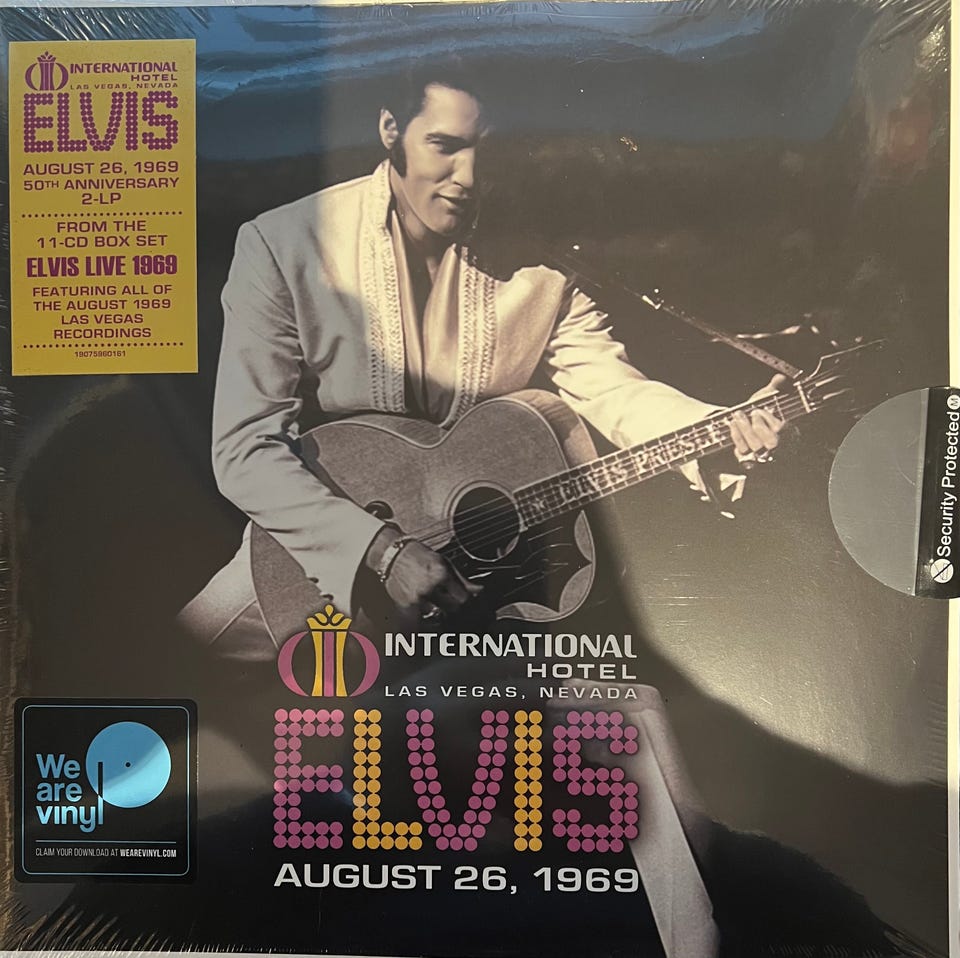 INTERNATIONAL
HOTEL
LAS VEGAS, NEVADA
ELVIS
AUGUST 26, 1969
50TH ANNIVERSARY
2-LP
FROM THE
11-CD BOX SET
ELVIS LIVE 1969
FEATURING ALL OF
THE AUGUST 1969
LAS VEGAS
RECORDINGS
19075960161
ELVIS PRESLEY
Security Protected
M
INTERNATIONAL
HOTEL
LAS VEGAS, NEVADA
ELVIS
AUGUST 26, 1969
We
are
vinyl
CLAIM YOUR DOWNLOAD AT WEAREVINYL.COM